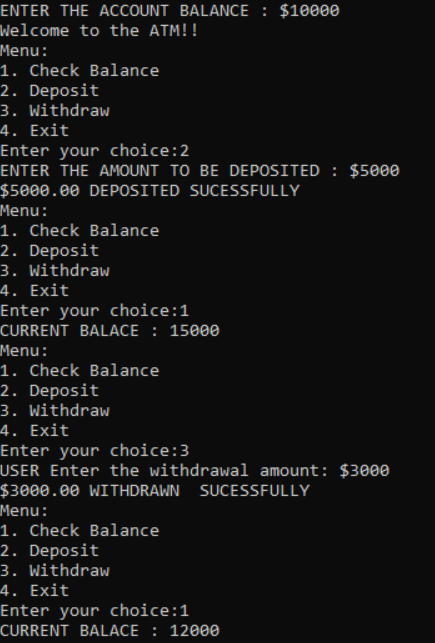 ENTER THE ACCOUNT BALANCE : $10000
Welcome to the ATM!!
Menu:
1. Check Balance
2. Deposit
3. Withdraw
4. Exit
Enter your choice:2
ENTER THE AMOUNT TO BE DEPOSITED : $5000
$5000.00 DEPOSITED SUCESSFULLY
Menu:
1. Check Balance
2. Deposit
3. Withdraw
4. Exit
Enter your choice:1
CURRENT BALACE : 15000
Menu:
1. Check Balance
2. Deposit
3. Withdraw
4. Exit
Enter your choice:3
USER Enter the withdrawal amount: $3000
$3000.00 WITHDRAWN  SUCESSFULLY
Menu:
1. Check Balance
2. Deposit
3. Withdraw
4. Exit
Enter your choice:1
CURRENT BALACE : 12000